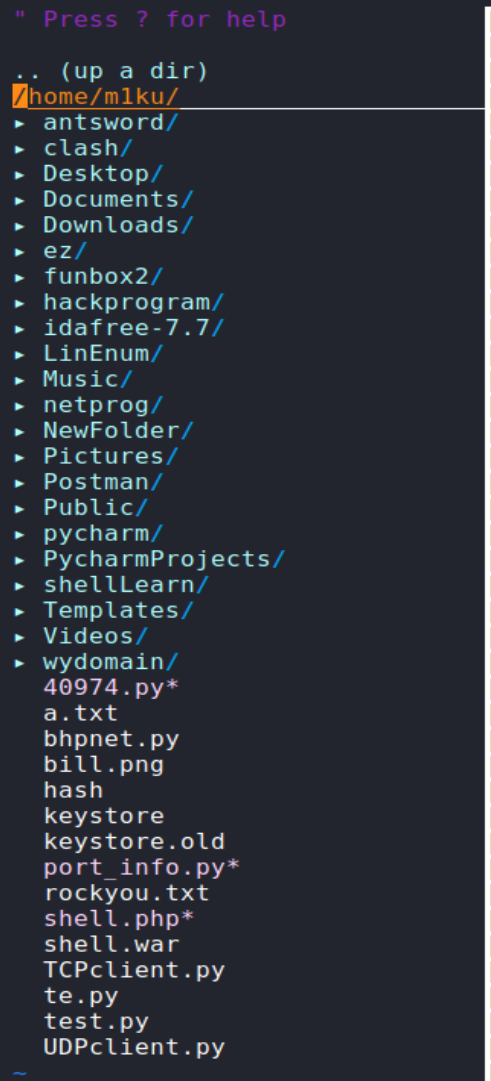 " Press ? for help
.. (up a dir)
/home/m1ku/
▸ antsword/
▸ clash/
▸ Desktop/
▸ Documents/
▸ Downloads/
▸ ez/
▸ funbox2/
▸ hackprogram/
▸ idafree-7.7/
▸ LinEnum/
▸ Music/
▸ netprog/
▸ NewFolder/
▸ Pictures/
▸ Postman/
▸ Public/
▸ pycharm/
▸ PycharmProjects/
▸ shellLearn/
▸ Templates/
▸ Videos/
▸ wydomain/
40974.py*
a.txt
bhpnet.py
bill.png
hash
keystore
keystore.old
port_info.py*
rockyou.txt
shell.php*
shell.war
TCPclient.py
te.py
test.py
UDPclient.py
~